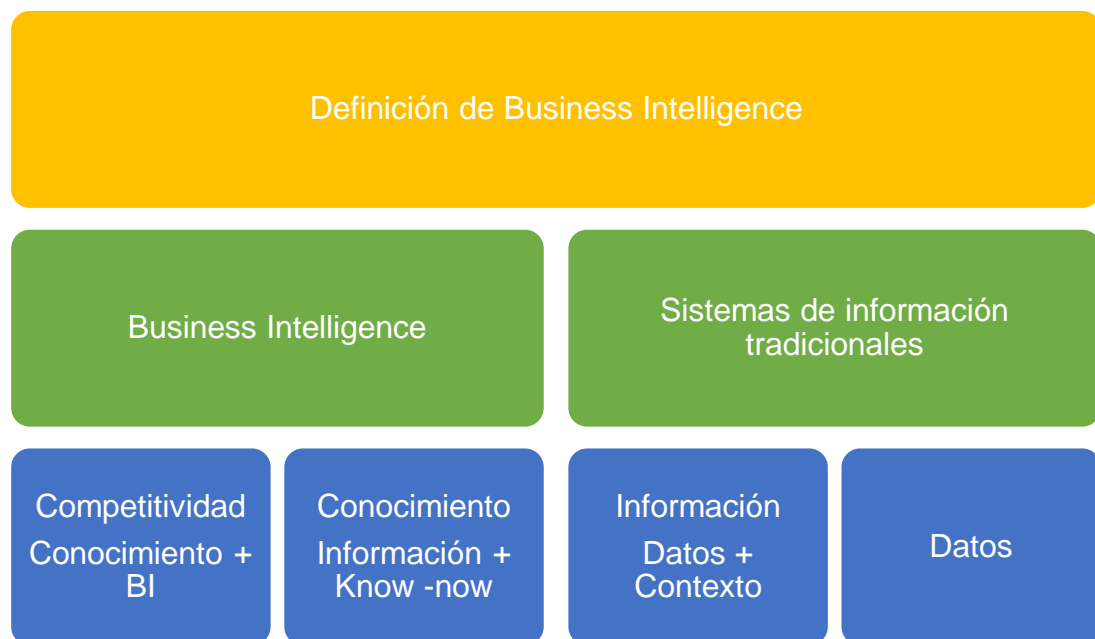 Definición de Business Intelligence
Business Intelligence
Sistemas de información
tradicionales
Competitividad
Conocimiento +
BI
Conocimiento
Información +
Know -now
Información
Datos +
Contexto
Datos